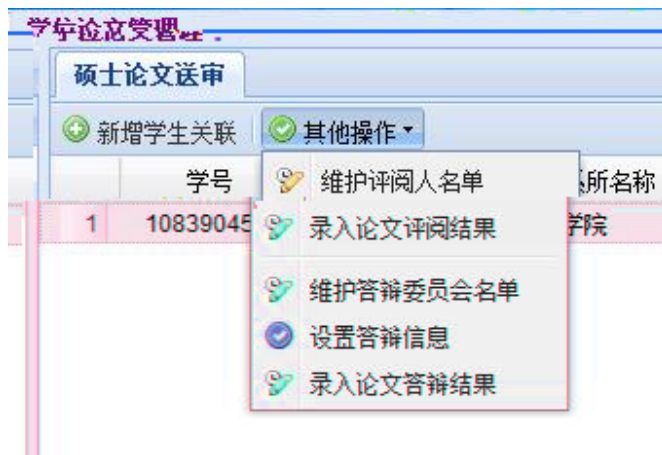 学位论文管理
硕士论文送审
新增学生关联 其他操作
学号 所名称
1 10839045 学院
维护评阅人名单
录入论文评阅结果
维护答辩委员会名单
设置答辩信息
录入论文答辩结果